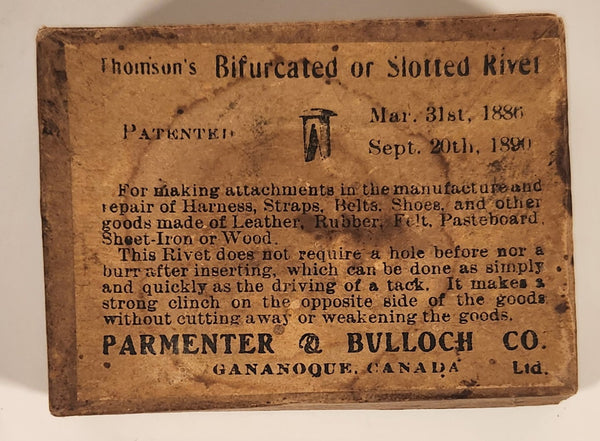 Thomson's Bifurcated or Slotted Rivet
PATENTED
Mar. 31st, 1886
Sept. 20th, 1890
For making attachments in the manufacture and
repair of Harness, Straps, Belts, Shoes, and other
goods made of Leather, Rubber, Felt, Pasteboard,
Sheet-Iron or Wood.
This Rivet does not require a hole before nor a
burr after inserting, which can be done as simply
and quickly as the driving of a tack. It makes a
strong clinch on the opposite side of the goods
without cutting away or weakening the goods.
PARMENTER & BULLOCH CO.
GANANOQUE, CANADA Ltd.